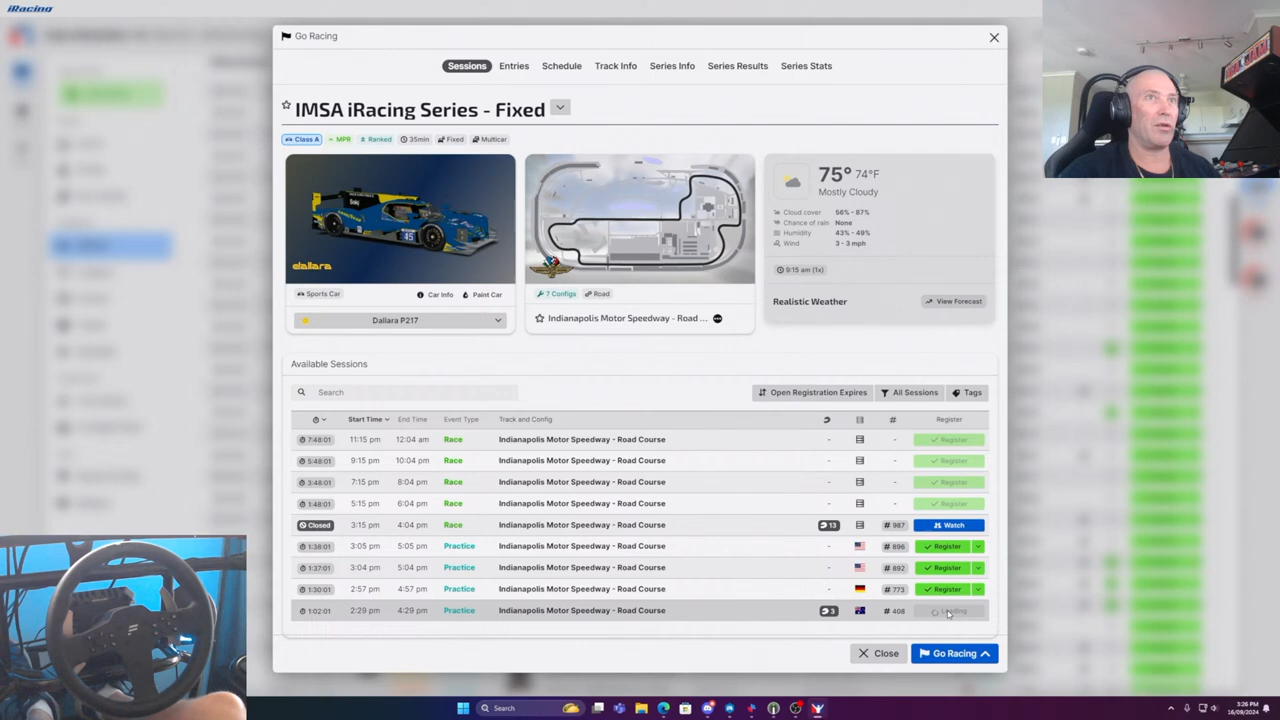 iRacing
Go Racing
Sessions Entries Schedule Track Info Series Info Series Results Series Stats
IMSA iRacing Series - Fixed
Class A MPR Ranked 35min Fixed Multicar
45
dallara
Sports Car Car Info Paint Car
Dallara P217
7 Configs Road
Indianapolis Motor Speedway - Road ...
75° 74°F
Mostly Cloudy
Cloud cover 56% - 87%
Chance of rain None
Humidity 43% - 49%
Wind 3 - 3 mph
9:15 am (1x)
Realistic Weather View Forecast
Available Sessions
Search Open Registration Expires All Sessions Tags
Start Time End Time Event Type Track and Config # Register
7:48:01 11:15 pm 12:04 am Race Indianapolis Motor Speedway - Road Course - - Register
5:48:01 9:15 pm 10:04 pm Race Indianapolis Motor Speedway - Road Course - - Register
3:48:01 7:15 pm 8:04 pm Race Indianapolis Motor Speedway - Road Course - - Register
1:48:01 5:15 pm 6:04 pm Race Indianapolis Motor Speedway - Road Course - - Register
Closed 3:15 pm 4:04 pm Race Indianapolis Motor Speedway - Road Course 13 # 987 Watch
1:38:01 3:05 pm 5:05 pm Practice Indianapolis Motor Speedway - Road Course - # 896 Register
1:37:01 3:04 pm 5:04 pm Practice Indianapolis Motor Speedway - Road Course - # 892 Register
1:30:01 2:57 pm 4:57 pm Practice Indianapolis Motor Speedway - Road Course - # 773 Register
1:02:01 2:29 pm 4:29 pm Practice Indianapolis Motor Speedway - Road Course 3 # 408 Loading
Close Go Racing
Search
3:26 PM
16/09/2024